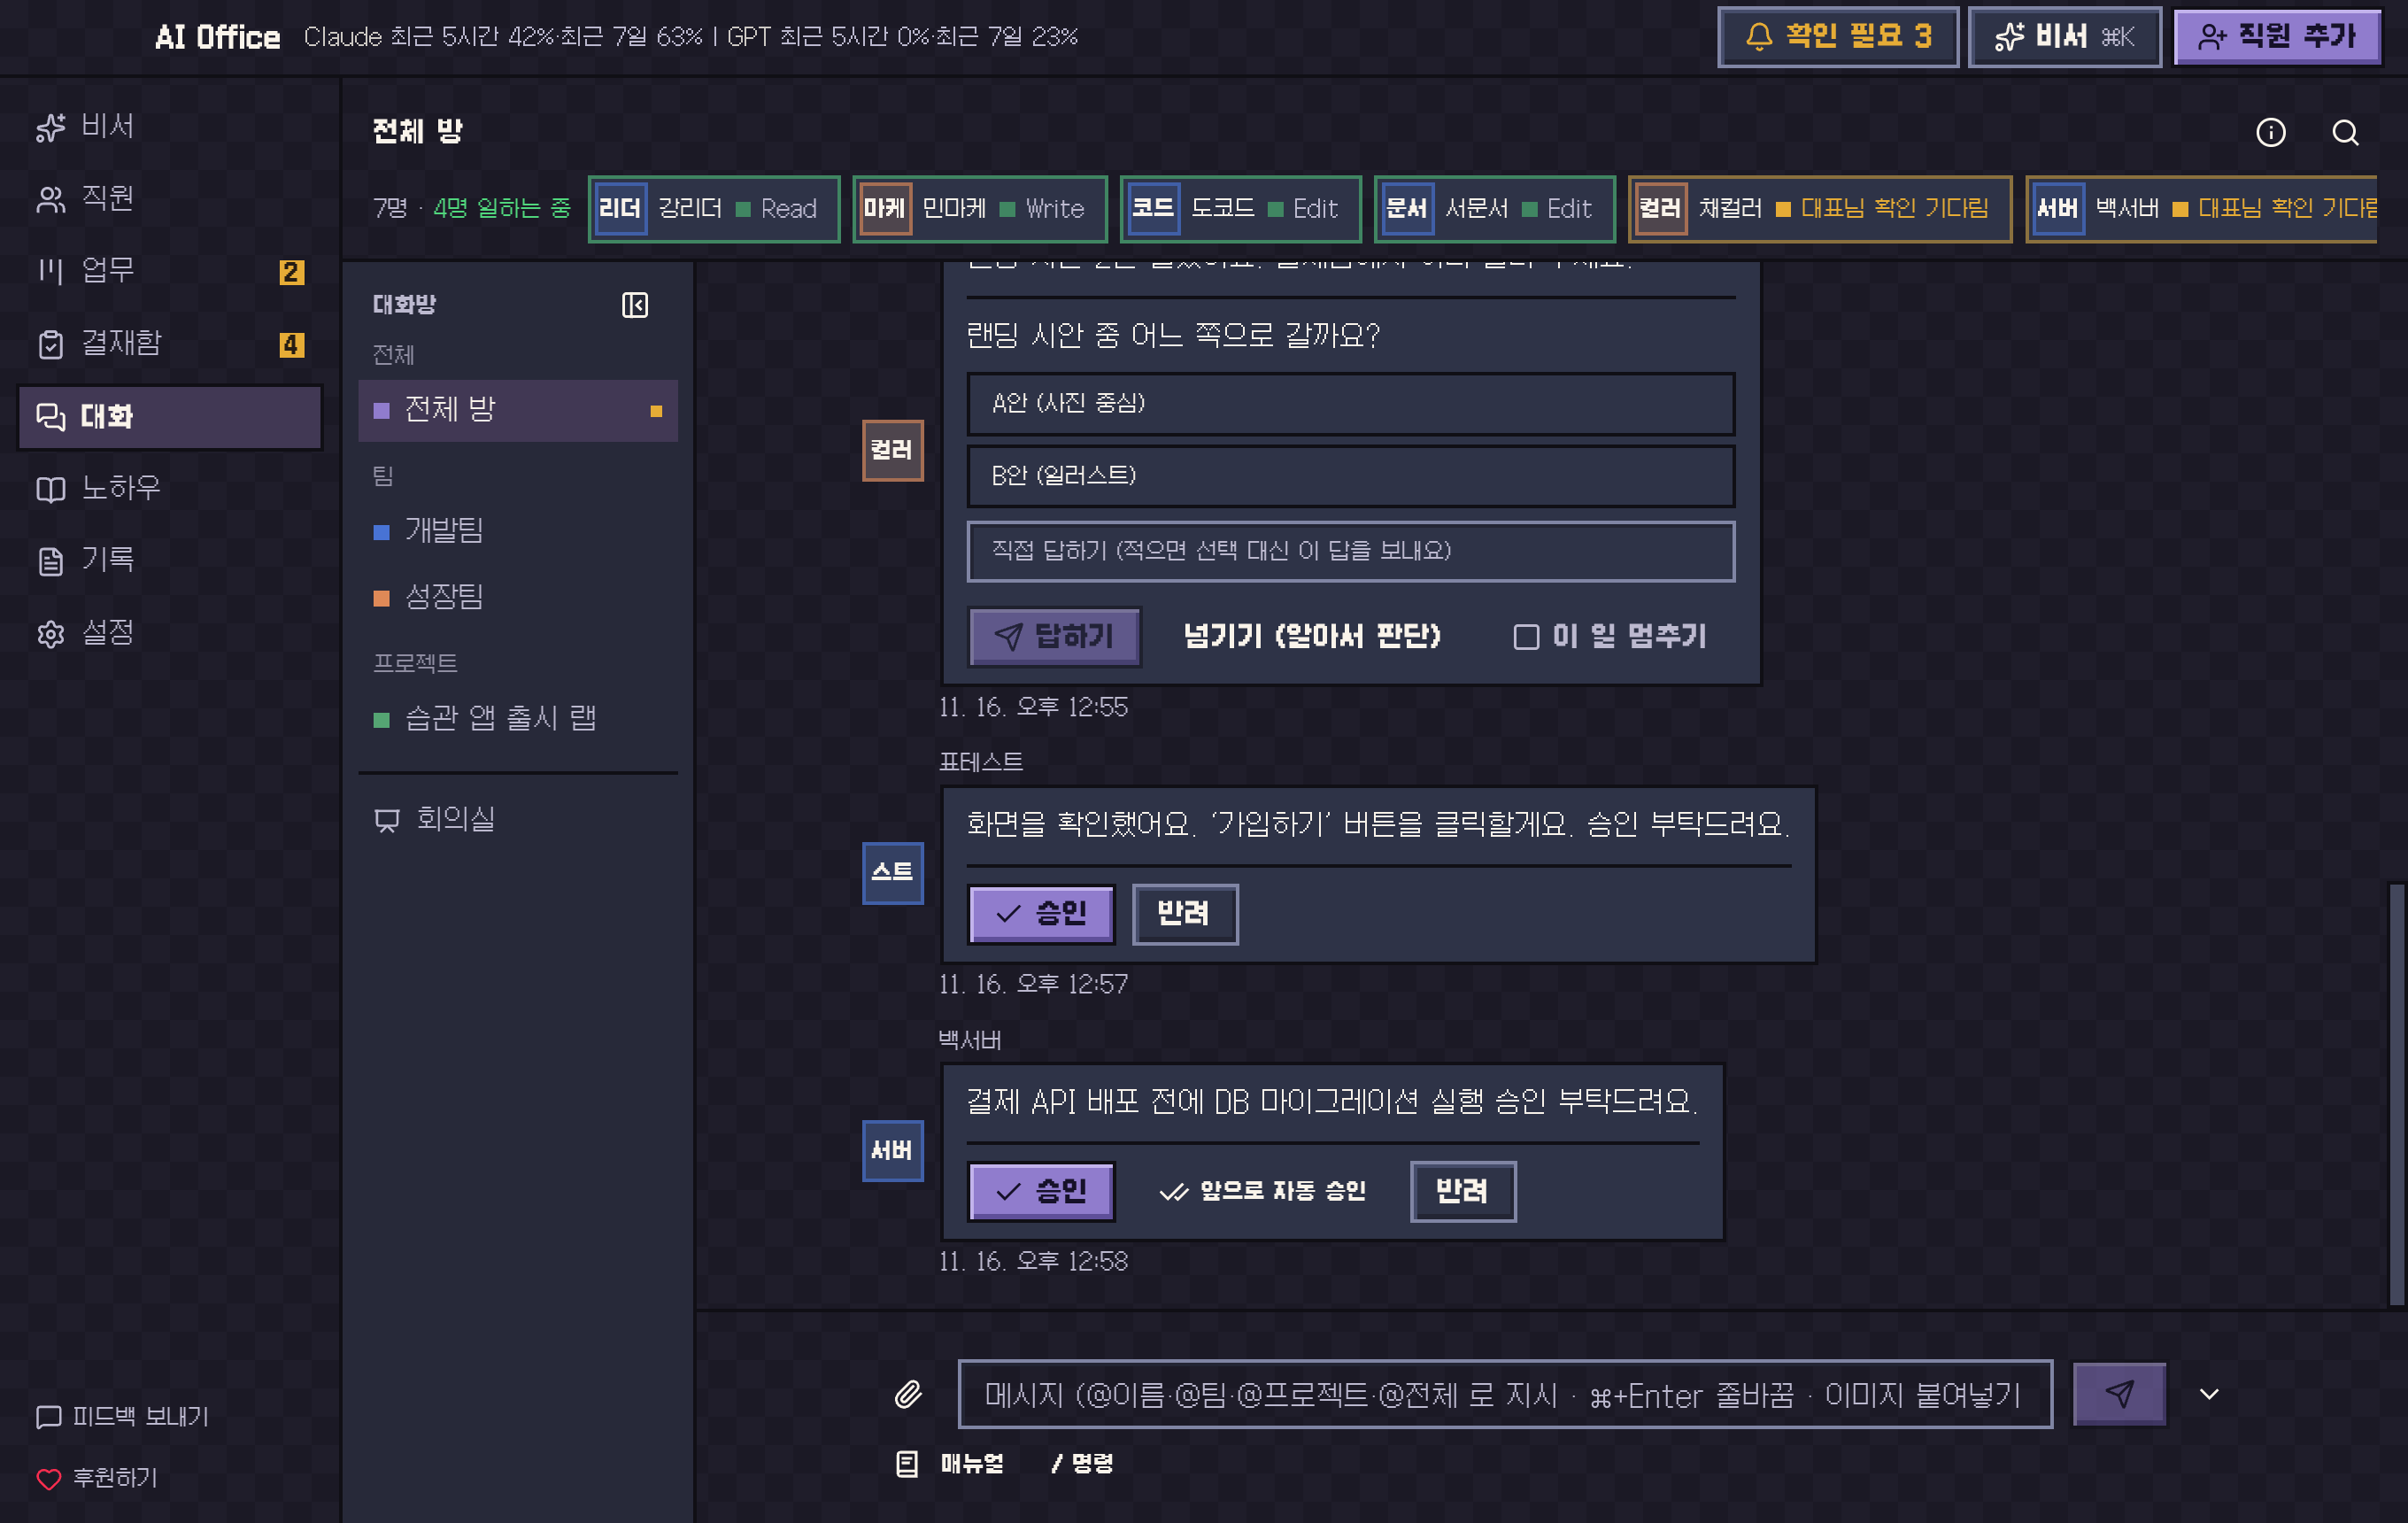 AI Office
Claude 최근 5시간 42%·최근 7일 63% | GPT 최근 5시간 0%·최근 7일 23%
확인 필요 3
비서 ⌘K
직원 추가
비서
직원
업무 2
결재함 4
대화
노하우
기록
설정
피드백 보내기
후원하기
전체 방
7명 · 4명 일하는 중
리더 강리더 Read
마케 민마케 Write
코드 도코드 Edit
문서 서문서 Edit
컬러 채컬러 대표님 확인 기다림
서버 백서버 대표님 확인 기다림
대화방
전체
전체 방
팀
개발팀
성장팀
프로젝트
습관 앱 출시 랩
회의실
랜딩 시안 중 어느 쪽으로 갈까요?
A안 (사진 중심)
컬러
B안 (일러스트)
직접 답하기 (적으면 선택 대신 이 답을 보내요)
답하기
넘기기 (알아서 판단)
이 일 멈추기
11. 16. 오후 12:55
표테스트
화면을 확인했어요. ‘가입하기’ 버튼을 클릭할게요. 승인 부탁드려요.
스트
승인
반려
11. 16. 오후 12:57
백서버
결제 API 배포 전에 DB 마이그레이션 실행 승인 부탁드려요.
서버
승인
앞으로 자동 승인
반려
11. 16. 오후 12:58
메시지 (@이름·@팀·@프로젝트·@전체 로 지시 · ⌘+Enter 줄바꿈 · 이미지 붙여넣기
매뉴얼
/ 명령